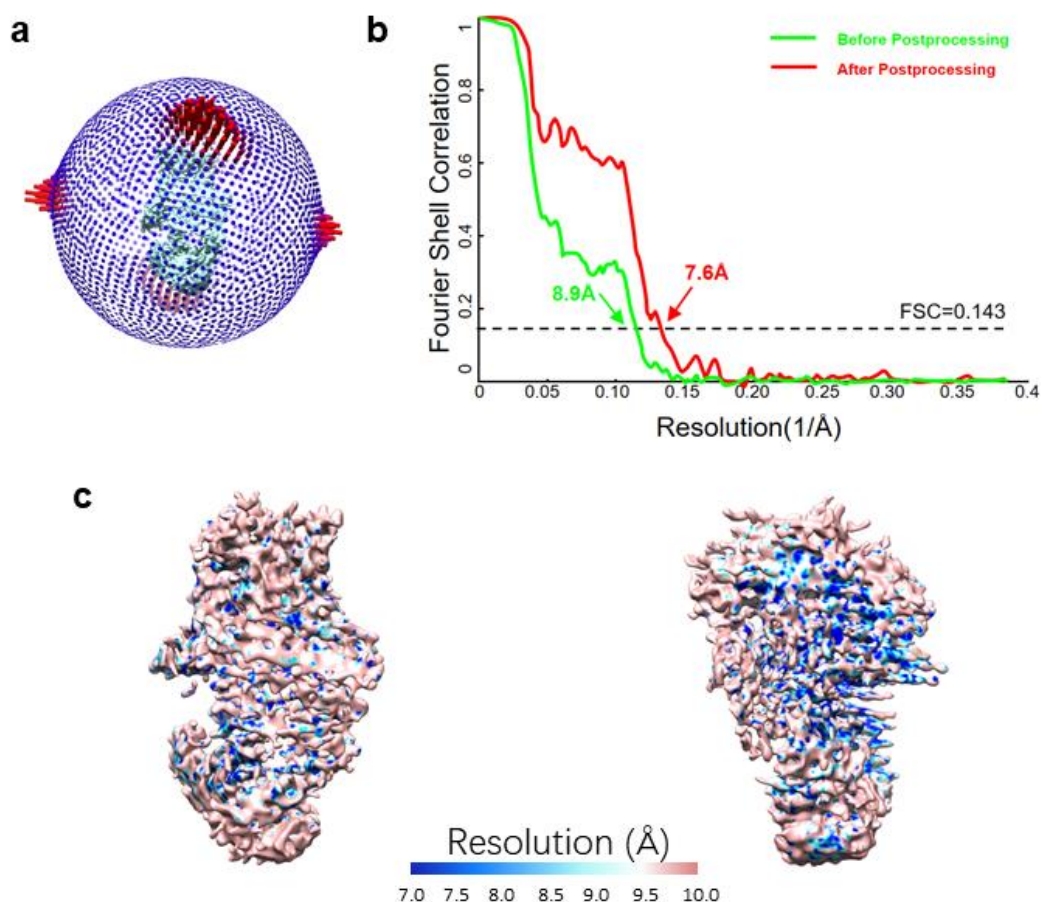 a
b
Before Postprocessing
After Postprocessing
Fourier Shell Correlation
1
0.8
0.6
0.4
0.2
0
7.6Å
8.9Å
FSC=0.143
0 0.05 0.10 0.15 0.20 0.25 0.30 0.35 0.4
Resolution(1/Å)
c
Resolution (Å)
7.0 7.5 8.0 8.5 9.0 9.5 10.0